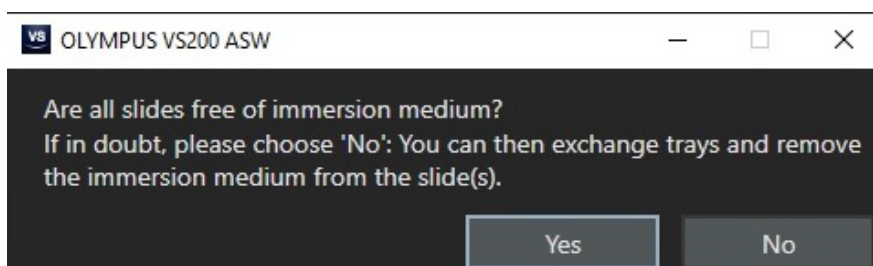 VS OLYMPUS VS200 ASW
Are all slides free of immersion medium?
If in doubt, please choose 'No': You can then exchange trays and remove
the immersion medium from the slide(s).
Yes No